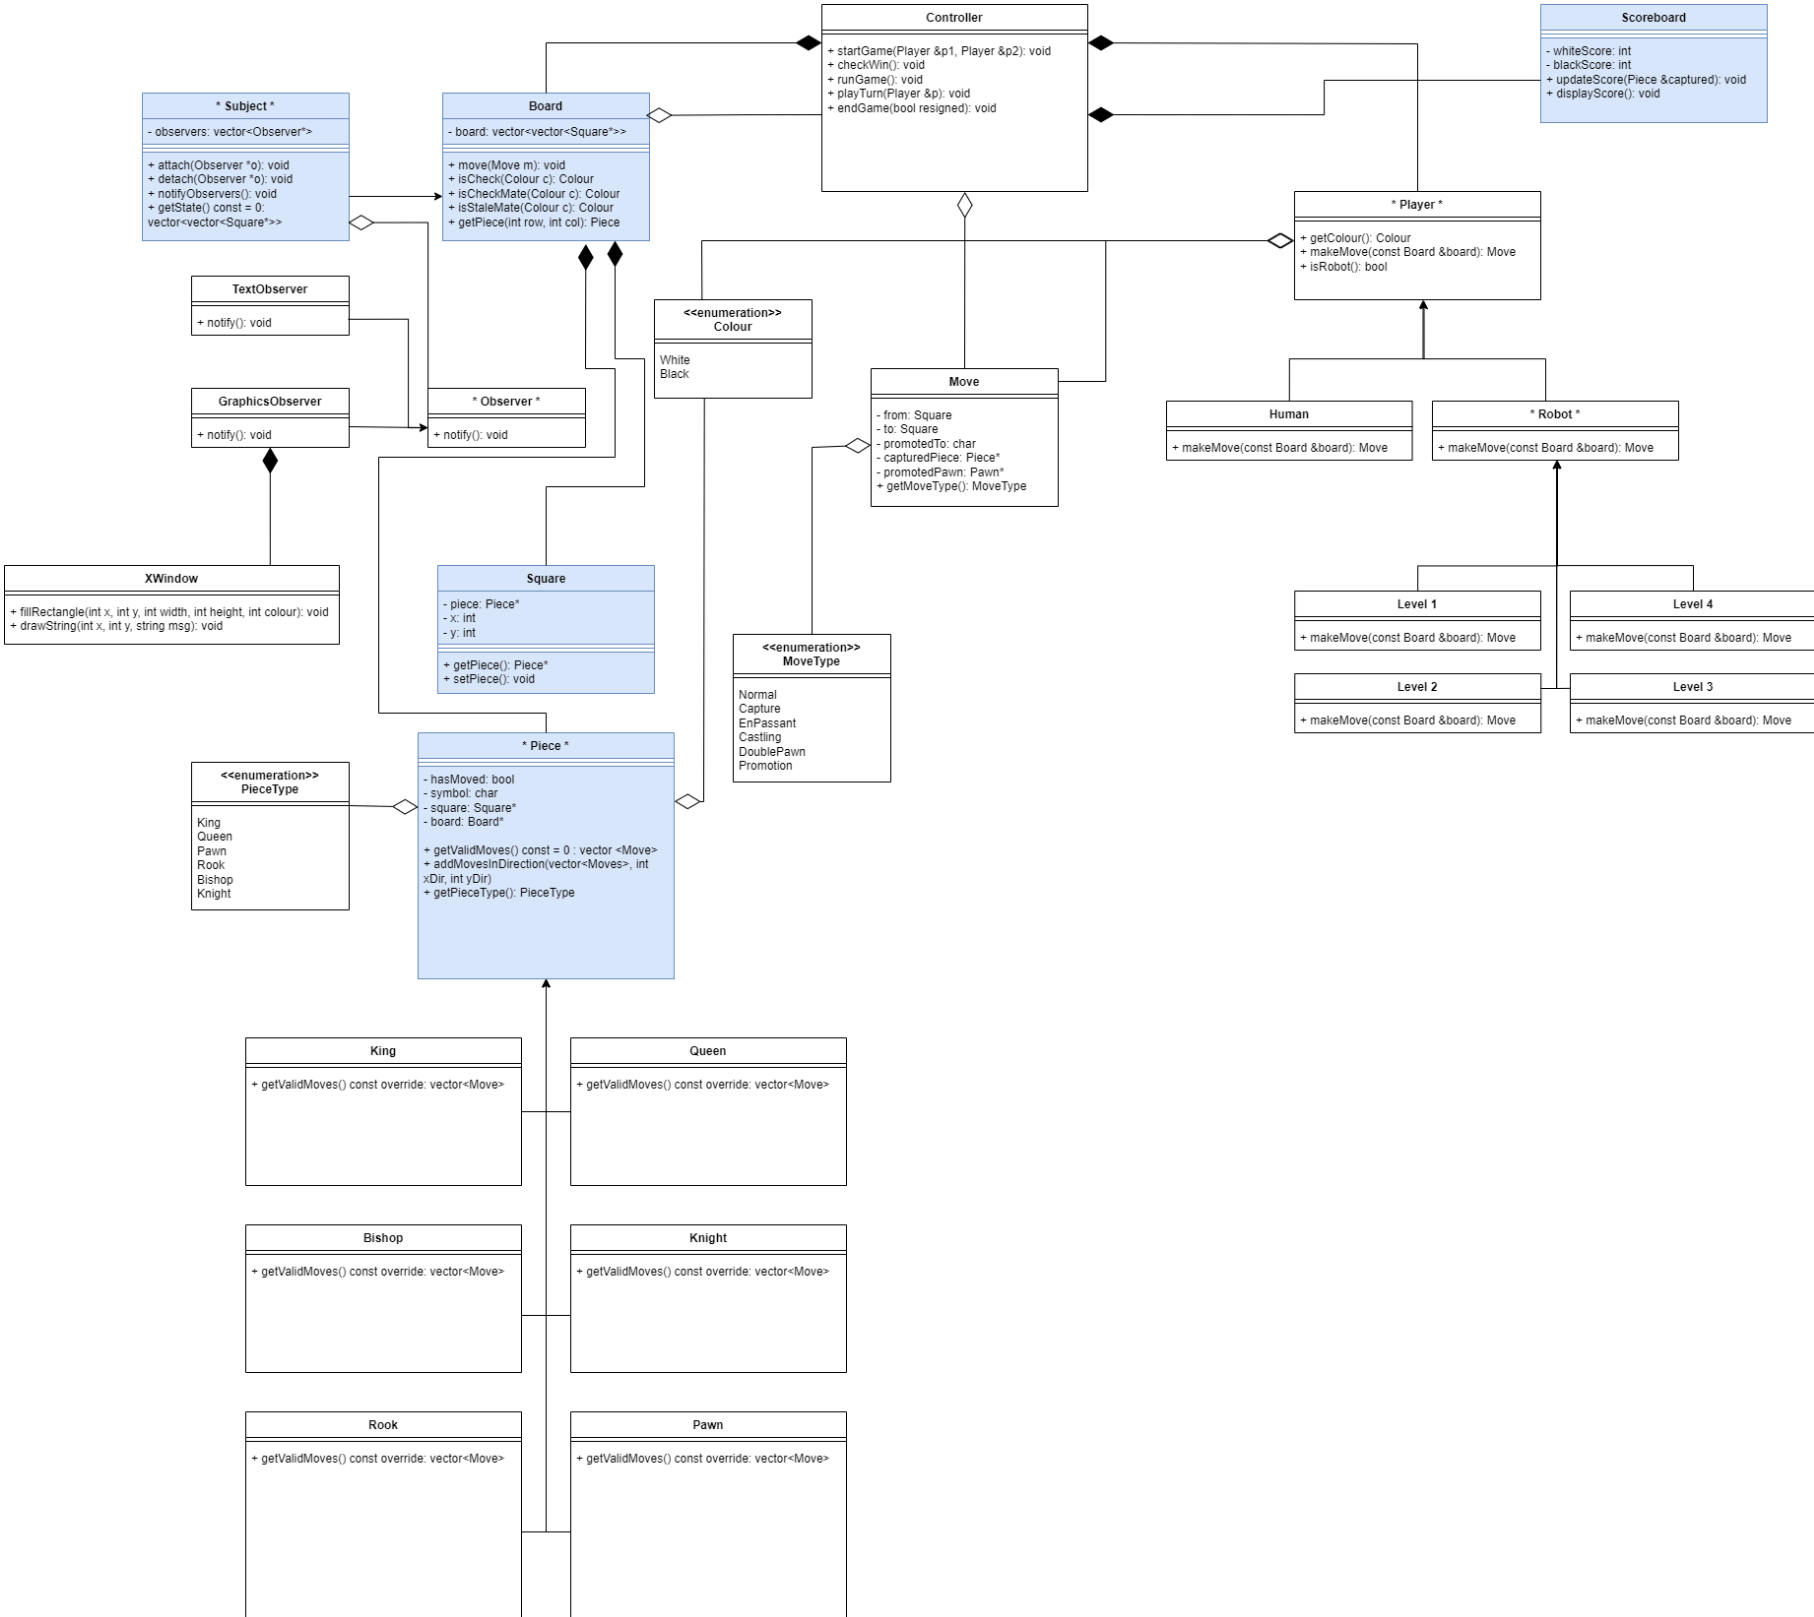 Controller
+ startGame(Player &p1, Player &p2): void
+ checkWin(): void
+ runGame(): void
+ playTurn(Player &p): void
+ endGame(bool resigned): void
Scoreboard
- whiteScore: int
- blackScore: int
+ updateScore(Piece &captured): void
+ displayScore(): void
* Subject *
- observers: vector<Observer*>
+ attach(Observer *o): void
+ detach(Observer *o): void
+ notifyObservers(): void
+ getState() const = 0:
vector<vector<Square*>>
Board
- board: vector<vector<Square*>>
+ move(Move m): void
+ isCheck(Colour c): Colour
+ isCheckMate(Colour c): Colour
+ isStaleMate(Colour c): Colour
+ getPiece(int row, int col): Piece
* Player *
+ getColour(): Colour
+ makeMove(const Board &board): Move
+ isRobot(): bool
TextObserver
+ notify(): void
<<enumeration>>
Colour
White
Black
GraphicsObserver
+ notify(): void
* Observer *
+ notify(): void
Move
- from: Square
- to: Square
- promotedTo: char
- capturedPiece: Piece*
- promotedPawn: Pawn*
+ getMoveType(): MoveType
Human
+ makeMove(const Board &board): Move
* Robot *
+ makeMove(const Board &board): Move
XWindow
+ fillRectangle(int x, int y, int width, int height, int colour): void
+ drawString(int x, int y, string msg): void
Square
- piece: Piece*
- x: int
- y: int
+ getPiece(): Piece*
+ setPiece(): void
<<enumeration>>
MoveType
Normal
Capture
EnPassant
Castling
DoublePawn
Promotion
Level 1
+ makeMove(const Board &board): Move
Level 4
+ makeMove(const Board &board): Move
Level 2
+ makeMove(const Board &board): Move
Level 3
+ makeMove(const Board &board): Move
<<enumeration>>
PieceType
King
Queen
Pawn
Rook
Bishop
Knight
* Piece *
- hasMoved: bool
- symbol: char
- square: Square*
- board: Board*
+ getValidMoves() const = 0 : vector <Move>
+ addMovesInDirection(vector<Moves>, int
xDir, int yDir)
+ getPieceType(): PieceType
King
+ getValidMoves() const override: vector<Move>
Queen
+ getValidMoves() const override: vector<Move>
Bishop
+ getValidMoves() const override: vector<Move>
Knight
+ getValidMoves() const override: vector<Move>
Rook
+ getValidMoves() const override: vector<Move>
Pawn
+ getValidMoves() const override: vector<Move>